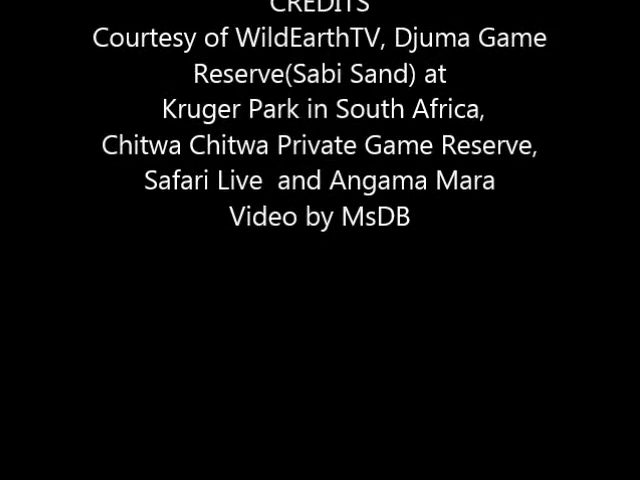 CREDITS
Courtesy of WildEarthTV, Djuma Game
Reserve(Sabi Sand) at
Kruger Park in South Africa,
Chitwa Chitwa Private Game Reserve,
Safari Live  and Angama Mara
Video by MsDB